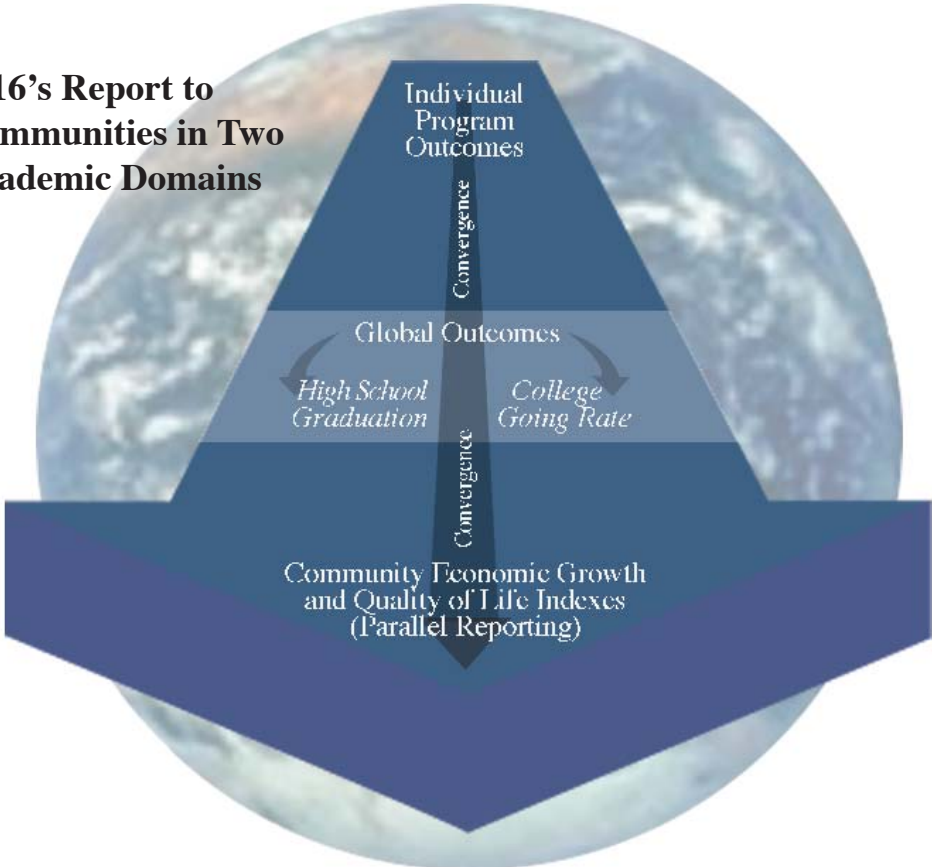 16's Report to
mmunities in Two
ademic Domains
Individual
Program
Outcomes
Convergence
Global Outcomes
High School
Graduation
College
Going Rate
Convergence
Community Economic Growth
and Quality of Life Indexes
(Parallel Reporting)